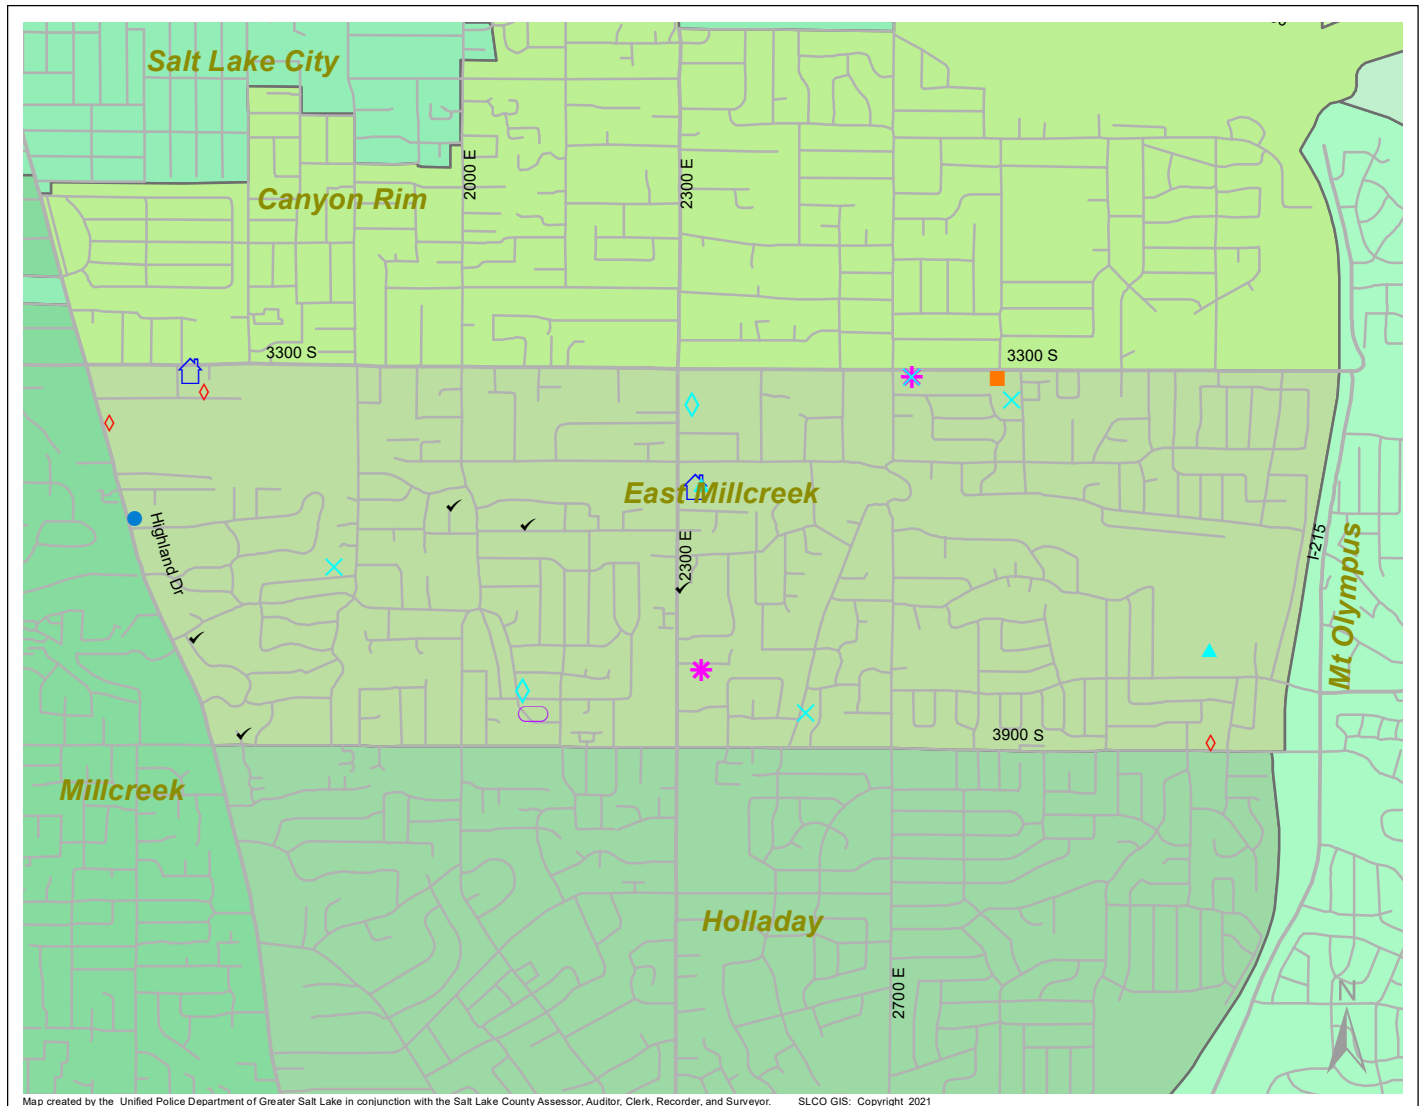 Salt Lake City
Canyon Rim
2000 E
2300 E
3300 S
3300 S
East Millcreek
Highland Dr
2300 E
I-215
Mt Olympus
3900 S
Millcreek
Holladay
2700 E
N
Map created by the Unified Police Department of Greater Salt Lake in conjunction with the Salt Lake County Assessor, Auditor, Clerk, Recorder, and Surveyor. SLCO GIS: Copyright 2021